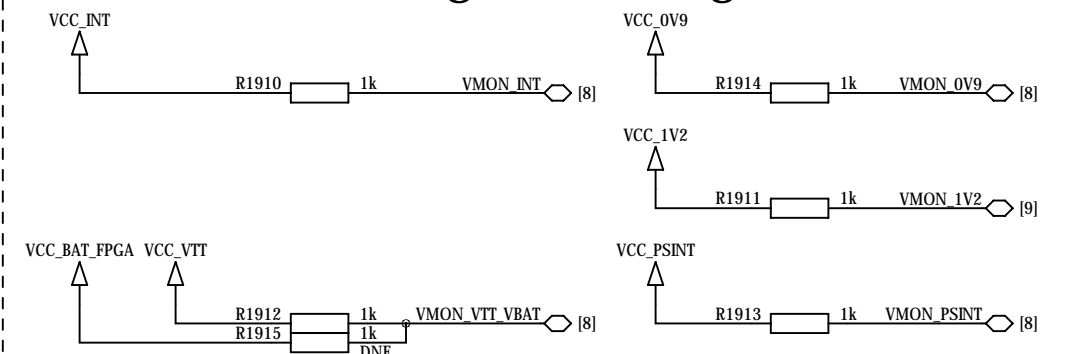 VCC_INT
R1910 1k VMON_INT [8]
VCC_0V9
R1914 1k VMON_0V9 [8]
VCC_1V2
R1911 1k VMON_1V2 [9]
VCC_BAT_FPGA VCC_VTT
R1912 1k VMON_VTT_VBAT [8]
R1915 1k
VCC_PSINT
R1913 1k VMON_PSINT [8]